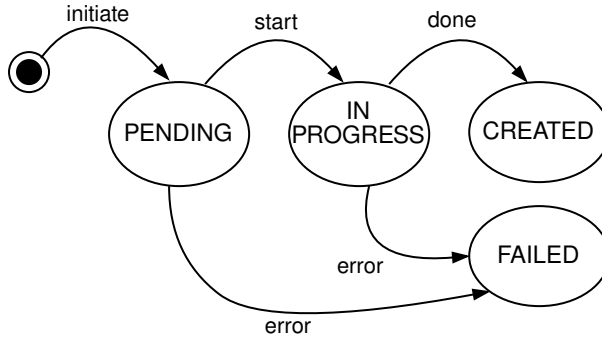 initiate
start
done
PENDING
IN
PROGRESS
CREATED
error
FAILED
error